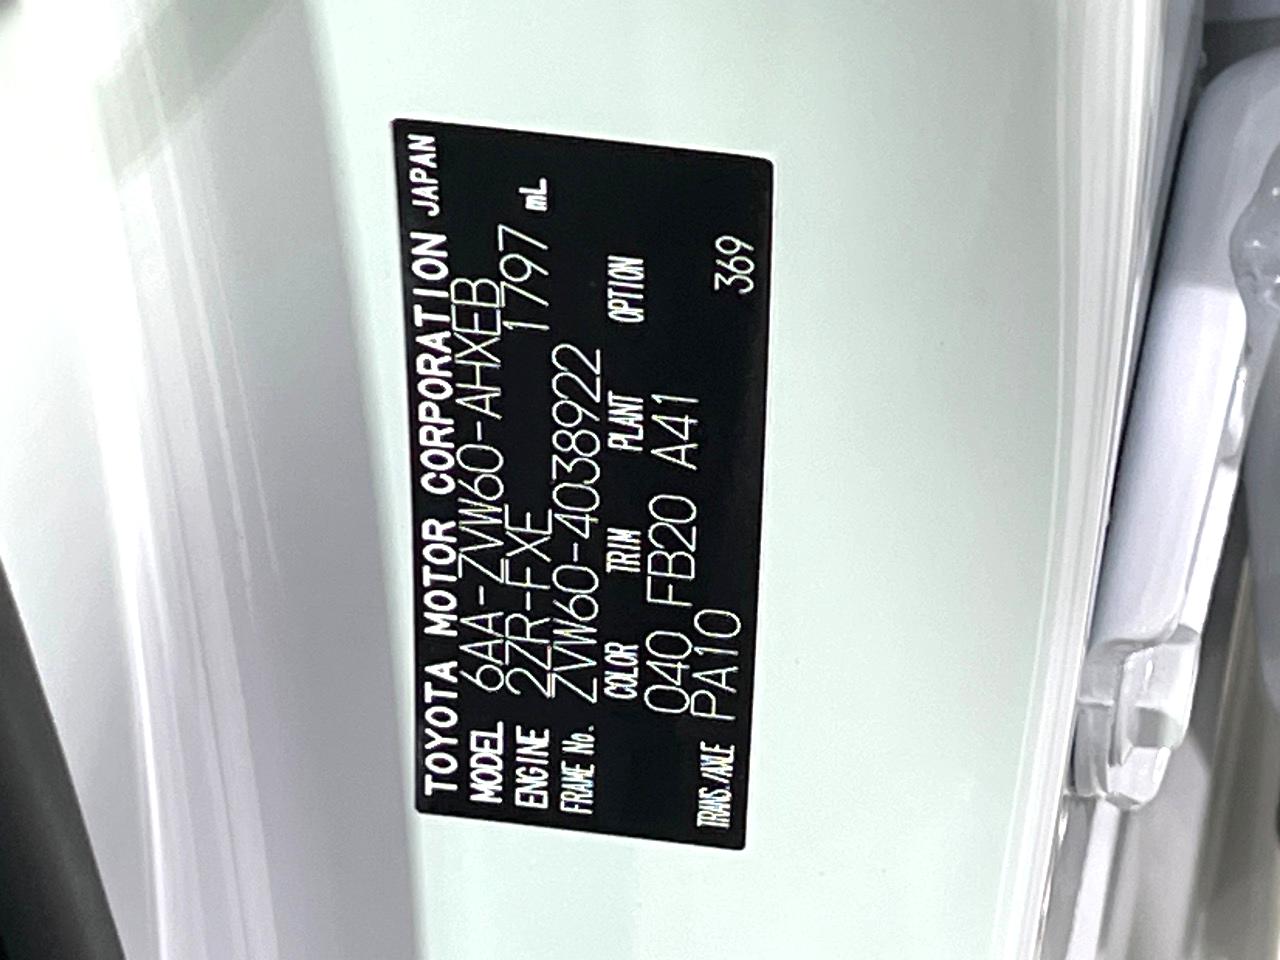 TOYOTA MOTOR CORPORATION JAPAN
MODEL 6AA-ZVW60-AHXEB
ENGINE 2ZR-FXE 1797 mL
FRAME No. ZVW60-4038922
COLOR TRIM PLANT OPTION
040 FB20 A41
TRANS./AXLE PA10 369